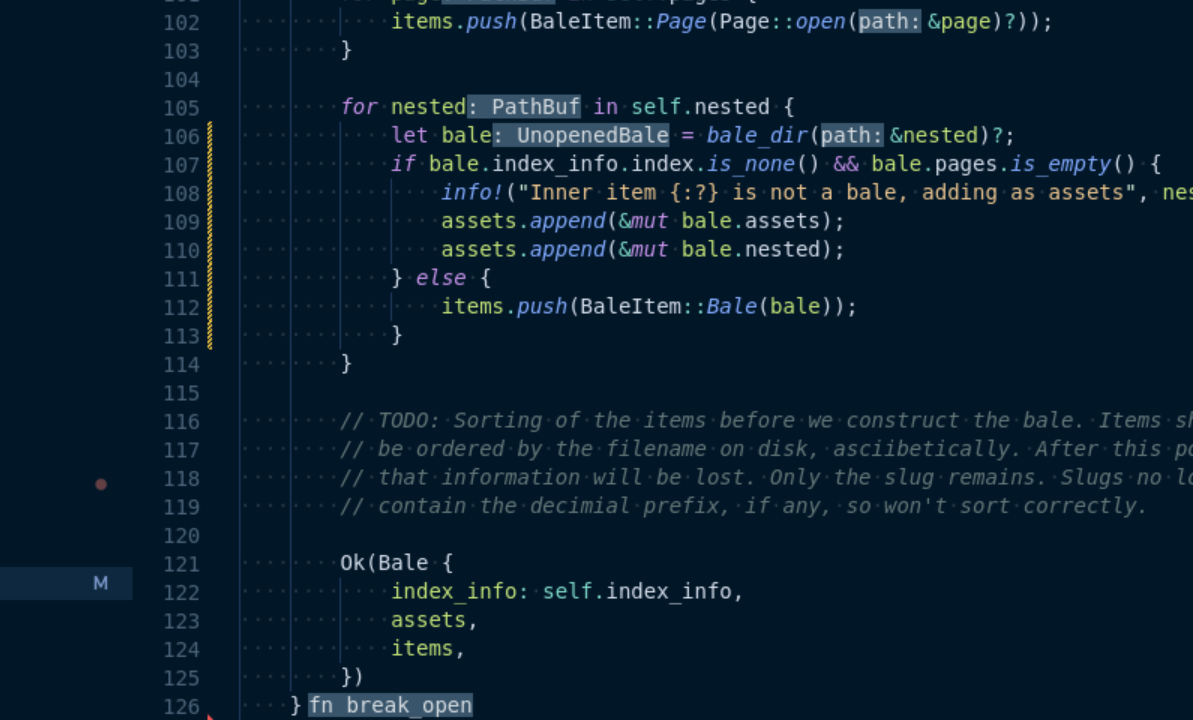 102 items.push(BaleItem::Page(Page::open(path: &page)?));
103 }
104
105 for nested: PathBuf in self.nested {
106 let bale: UnopenedBale = bale_dir(path: &nested)?;
107 if bale.index_info.index.is_none() && bale.pages.is_empty() {
108 info!("Inner item {:?} is not a bale, adding as assets", nes
109 assets.append(&mut bale.assets);
110 assets.append(&mut bale.nested);
111 } else {
112 items.push(BaleItem::Bale(bale));
113 }
114 }
115
116 // TODO: Sorting of the items before we construct the bale. Items sh
117 // be ordered by the filename on disk, asciibetically. After this po
118 // that information will be lost. Only the slug remains. Slugs no lo
119 // contain the decimial prefix, if any, so won't sort correctly.
120
121 Ok(Bale {
M 122 index_info: self.index_info,
123 assets,
124 items,
125 })
126 } fn break_open